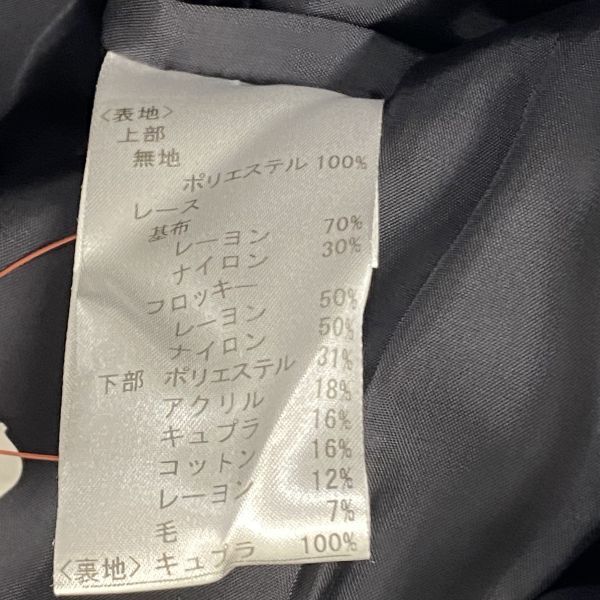 〈表地〉
上部
無地
ポリエステル 100%
レース
基布
レーヨン 70%
ナイロン 30%
フロッキー
レーヨン 50%
ナイロン 50%
下部 ポリエステル 31%
アクリル 18%
キュプラ 16%
コットン 16%
レーヨン 12%
毛 7%
〈裏地〉キュプラ 100%